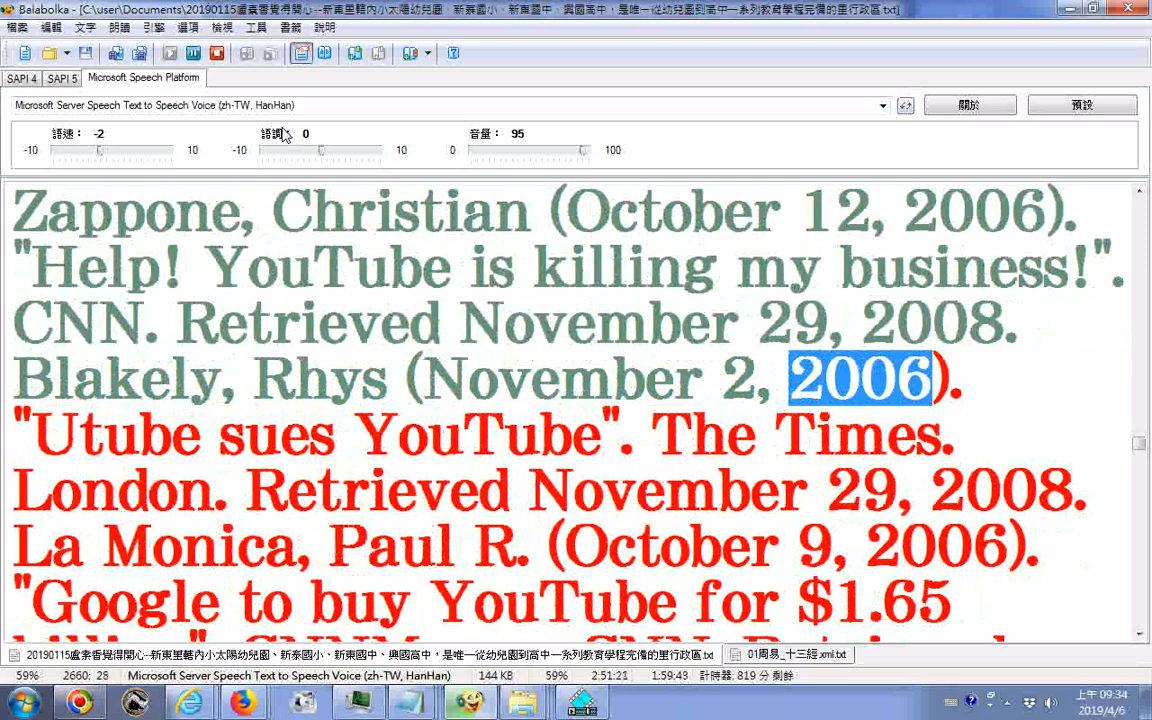 Balabolka - [C:\user\Documents\20190115盧素香覺得開心--新東里轄內小太陽幼兒園、新泰國小、新東國中、興國高中，是唯一從幼兒園到高中一系列教育學程完備的里行政區.txt]
檔案 編輯 文字 朗讀 引擎 選項 檢視 工具 書籤 說明
SAPI 4 SAPI 5 Microsoft Speech Platform
Microsoft Server Speech Text to Speech Voice (zh-TW, HanHan) 關於 預設
語速： -2 語調： 0 音量： 95
-10 10 -10 10 0 100
Zappone, Christian (October 12, 2006).
"Help! YouTube is killing my business!".
CNN. Retrieved November 29, 2008.
Blakely, Rhys (November 2, 2006).
"Utube sues YouTube". The Times.
London. Retrieved November 29, 2008.
La Monica, Paul R. (October 9, 2006).
"Google to buy YouTube for $1.65
20190115盧素香覺得開心--新東里轄內小太陽幼兒園、新泰國小、新東國中、興國高中，是唯一從幼兒園到高中一系列教育學程完備的里行政區.txt 01周易_十三經.xml.txt
59% 2660: 28 Microsoft Server Speech Text to Speech Voice (zh-TW, HanHan) 144 KB 59% 2:51:21 1:59:43 計時器: 819 分 剩餘
上午 09:34
2019/4/6